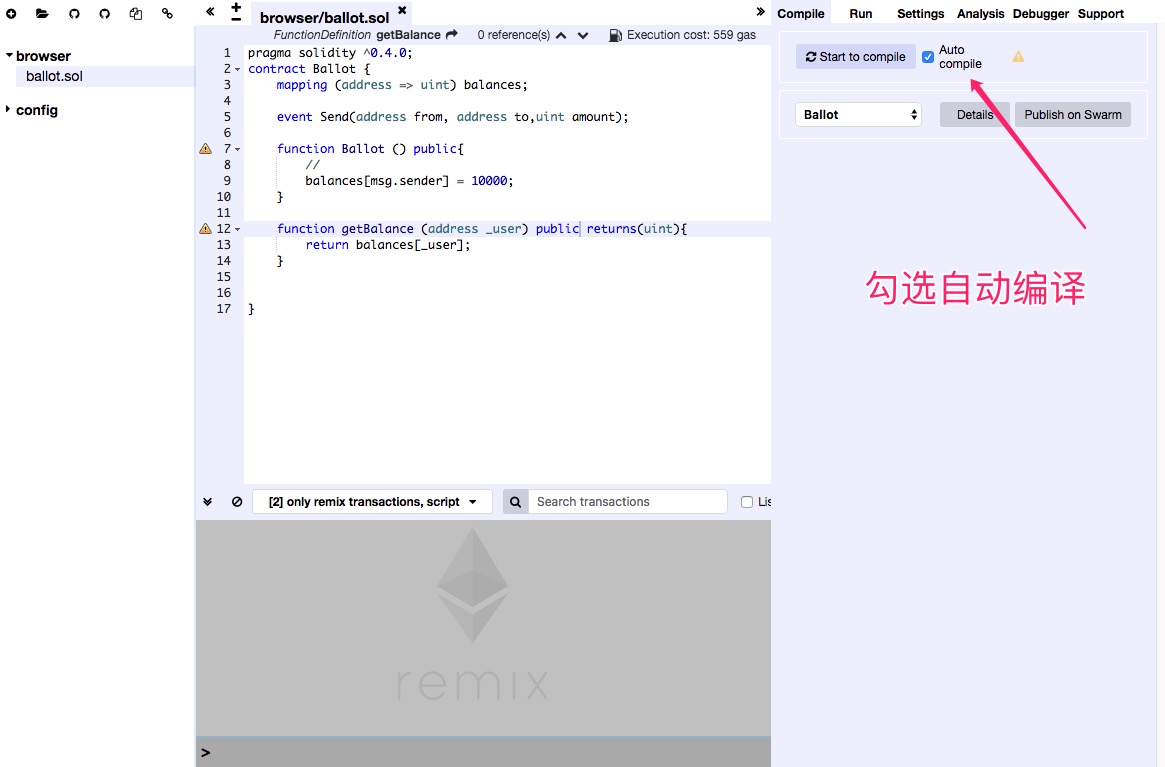 browser/ballot.sol
Compile Run Settings Analysis Debugger Support
FunctionDefinition getBalance 0 reference(s) Execution cost: 559 gas
browser
ballot.sol
config
1 pragma solidity ^0.4.0;
2 contract Ballot {
3 mapping (address => uint) balances;
4
5 event Send(address from, address to,uint amount);
6
7 function Ballot () public{
8 //
9 balances[msg.sender] = 10000;
10 }
11
12 function getBalance (address _user) public returns(uint){
13 return balances[_user];
14 }
15
16
17 }
Start to compile
Auto
compile
Ballot
Details
Publish on Swarm
勾选自动编译
[2] only remix transactions, script
Search transactions
Lis
remix
>